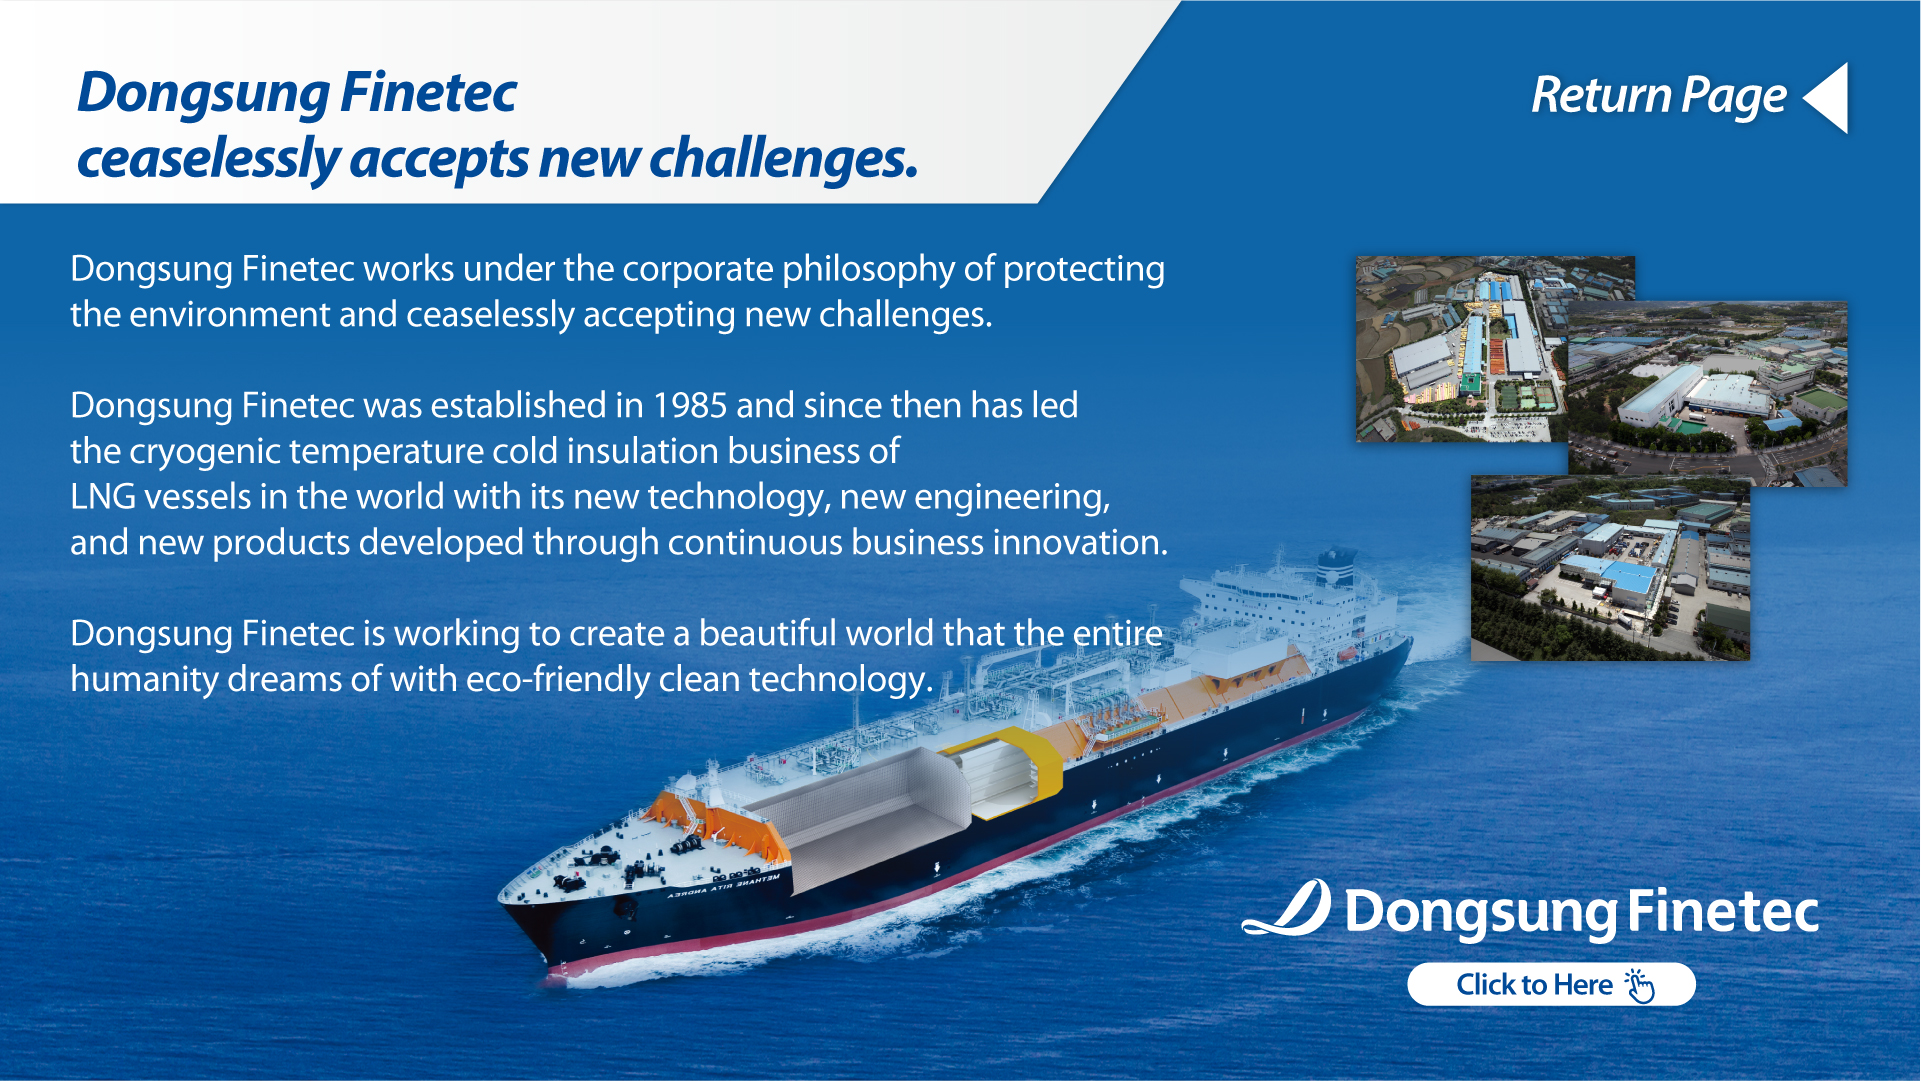 Dongsung Finetec
ceaselessly accepts new challenges.
Return Page
Dongsung Finetec works under the corporate philosophy of protecting
the environment and ceaselessly accepting new challenges.
Dongsung Finetec was established in 1985 and since then has led
the cryogenic temperature cold insulation business of
LNG vessels in the world with its new technology, new engineering,
and new products developed through continuous business innovation.
Dongsung Finetec is working to create a beautiful world that the entire
humanity dreams of with eco-friendly clean technology.
METHANE RITA ANDREA
Dongsung Finetec
Click to Here